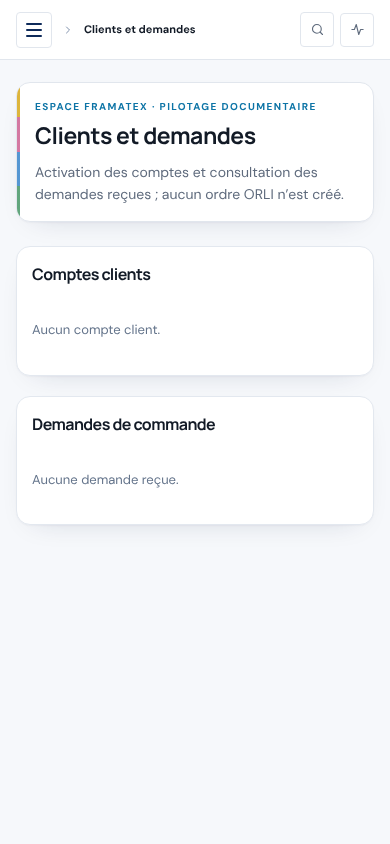 Clients et demandes
ESPACE FRAMATEX · PILOTAGE DOCUMENTAIRE
Clients et demandes
Activation des comptes et consultation des
demandes reçues ; aucun ordre ORLI n’est créé.
Comptes clients
Aucun compte client.
Demandes de commande
Aucune demande reçue.